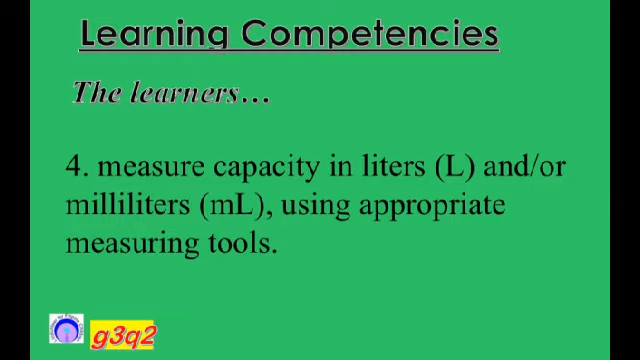 Learning Competencies
The learners…
4. measure capacity in liters (L) and/or
milliliters (mL), using appropriate
measuring tools.
g3q2